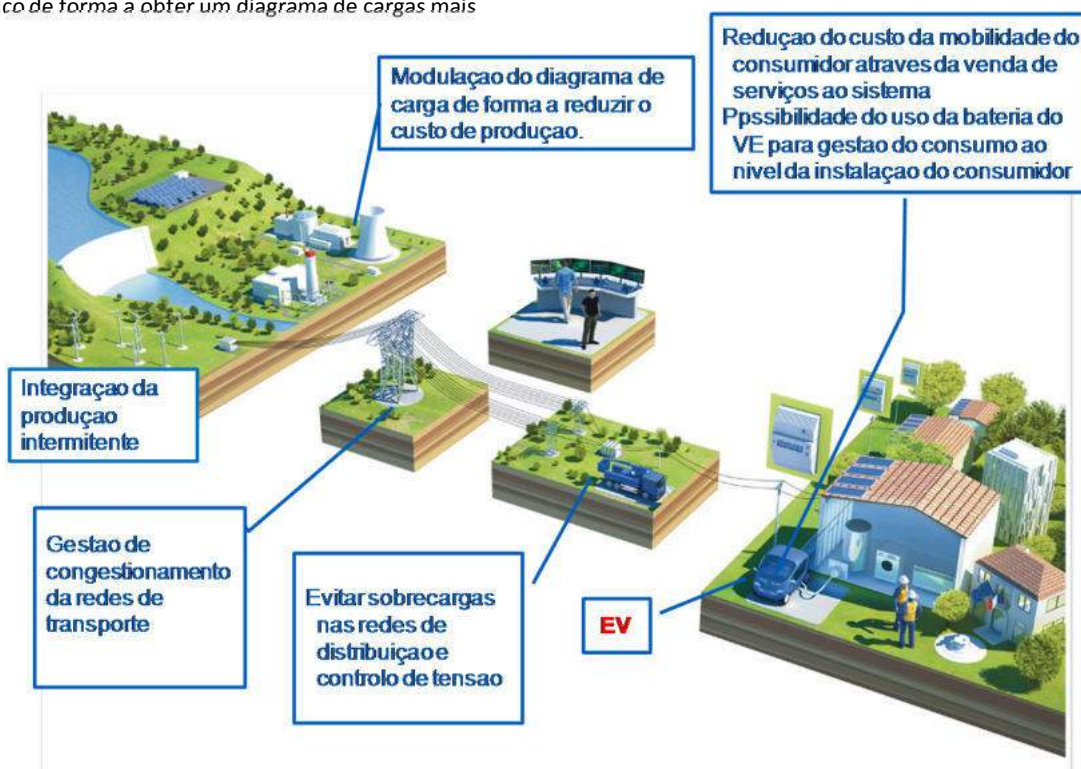 ço de forma a obter um diagrama de cargas mais
Modulaçao do diagrama de
carga de forma a reduzir o
custo de produçao.
Reduçao do custo da mobilidade do
consumidor atraves da venda de
serviços ao sistema
Ppssibilidade do uso da bateria do
VE para gestao do consumo ao
nivel da instalaçao do consumidor
Integraçao da
produçao
intermitente
Gestao de
congestionamento
da redes de
transporte
Evitar sobrecargas
nas redes de
distribuiçao e
controlo de tensao
EV